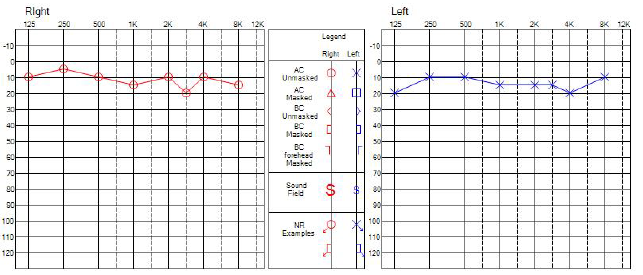 Right
125 250 500 1K 2K 4K 8K 12K
-10
0
10
20
30
40
50
60
70
80
90
100
110
120
Legend
Right Left
AC
Unmasked
AC
Masked
BC
Unmasked
BC
Masked
BC
forehead
Masked
Sound
Field
S S
NR
Examples
Left
125 250 500 1K 2K 4K 8K 12K
-10
0
10
20
30
40
50
60
70
80
90
100
110
120